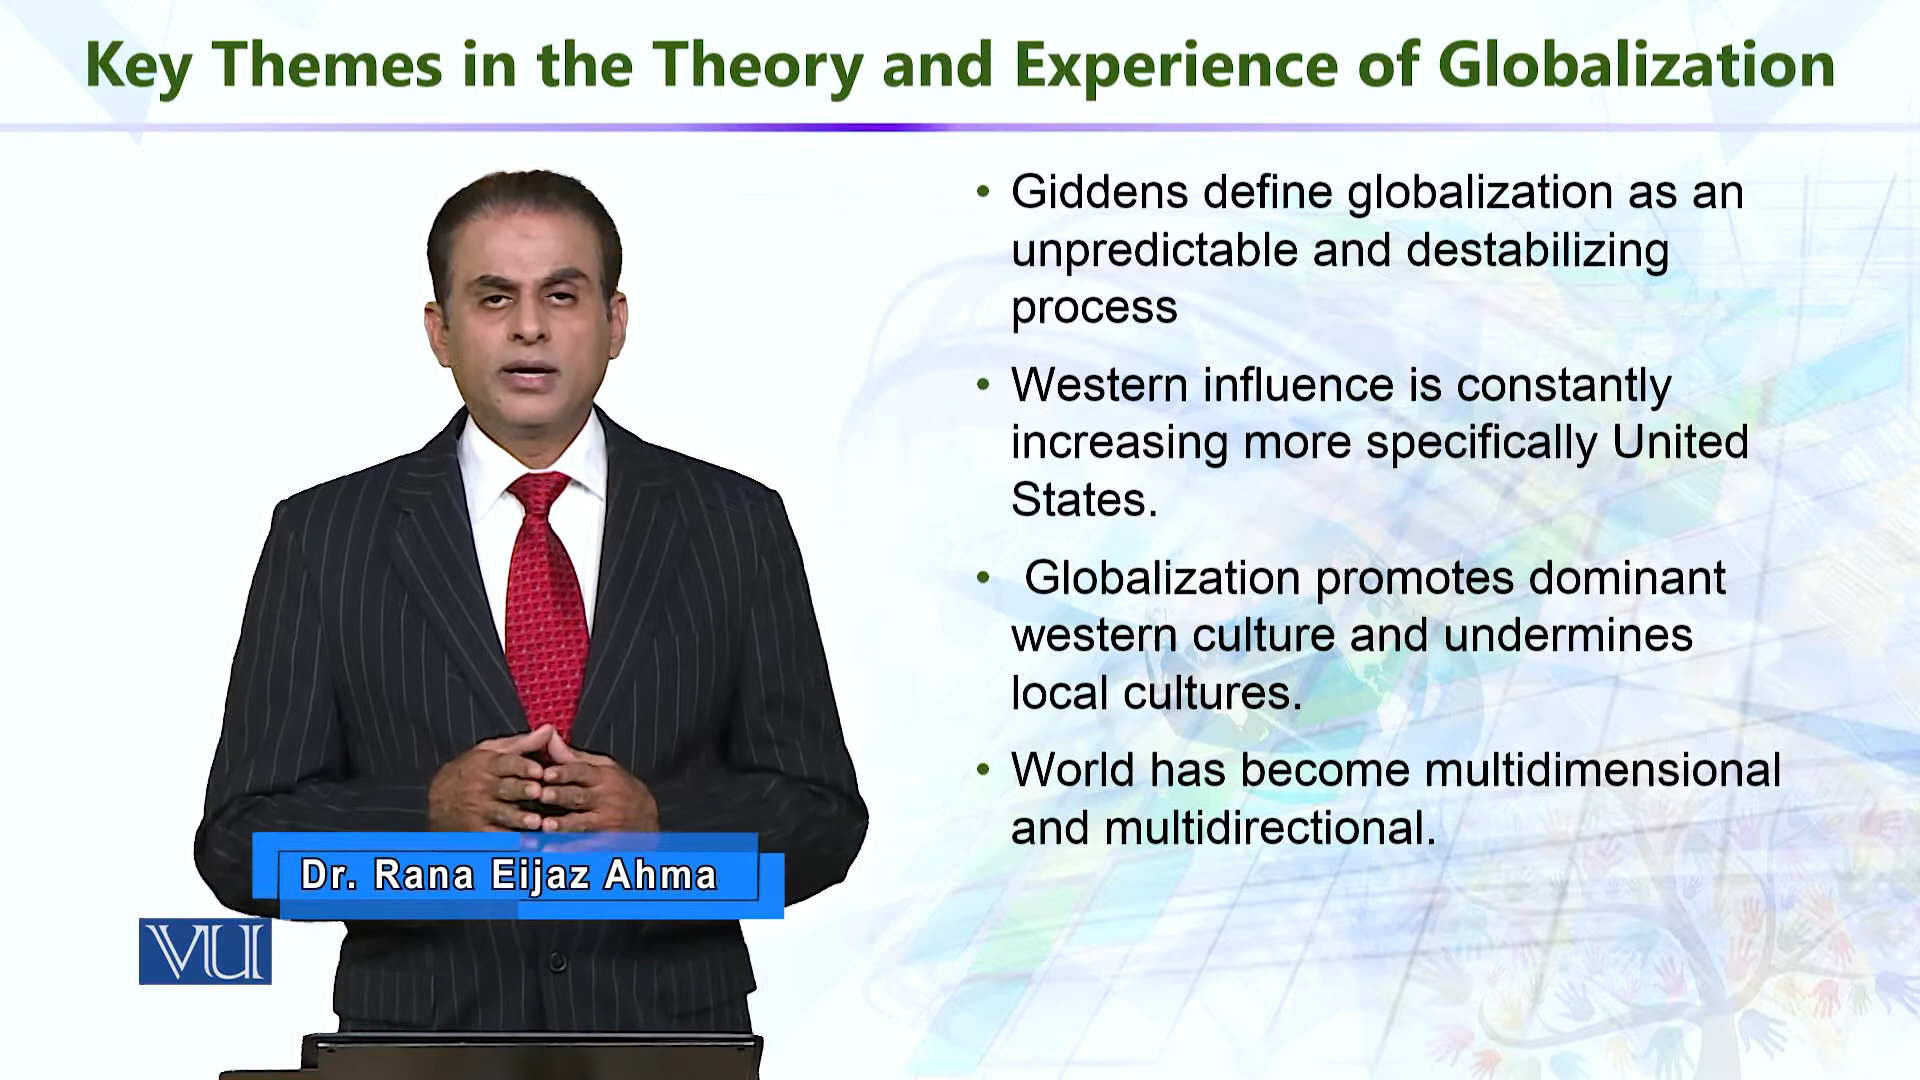 Key Themes in the Theory and Experience of Globalization
• Giddens define globalization as an
unpredictable and destabilizing
process
• Western influence is constantly
increasing more specifically United
States.
• Globalization promotes dominant
western culture and undermines
local cultures.
• World has become multidimensional
and multidirectional.
Dr. Rana Eijaz Ahma
VU